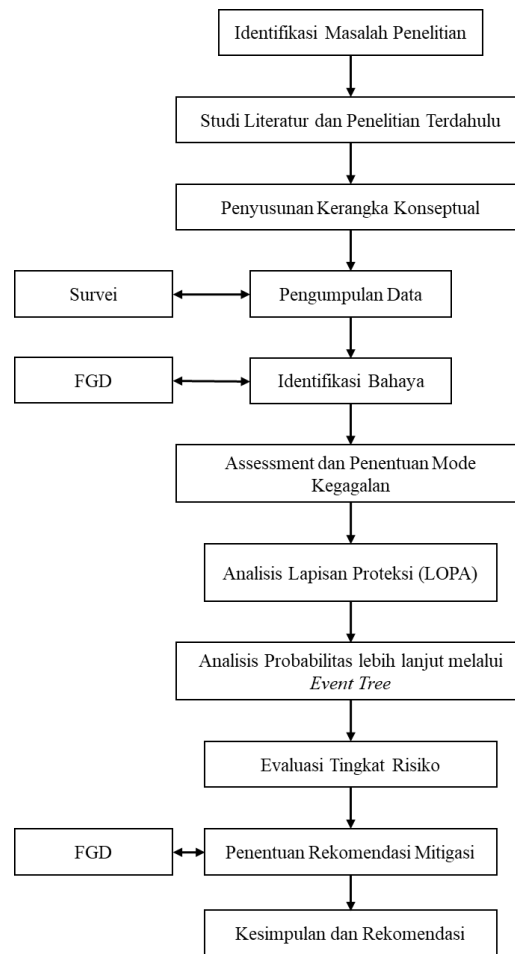 Identifikasi Masalah Penelitian
Studi Literatur dan Penelitian Terdahulu
Penyusunan Kerangka Konseptual
Survei
Pengumpulan Data
FGD
Identifikasi Bahaya
Assessment dan Penentuan Mode
Kegagalan
Analisis Lapisan Proteksi (LOPA)
Analisis Probabilitas lebih lanjut melalui
Event Tree
Evaluasi Tingkat Risiko
FGD
Penentuan Rekomendasi Mitigasi
Kesimpulan dan Rekomendasi